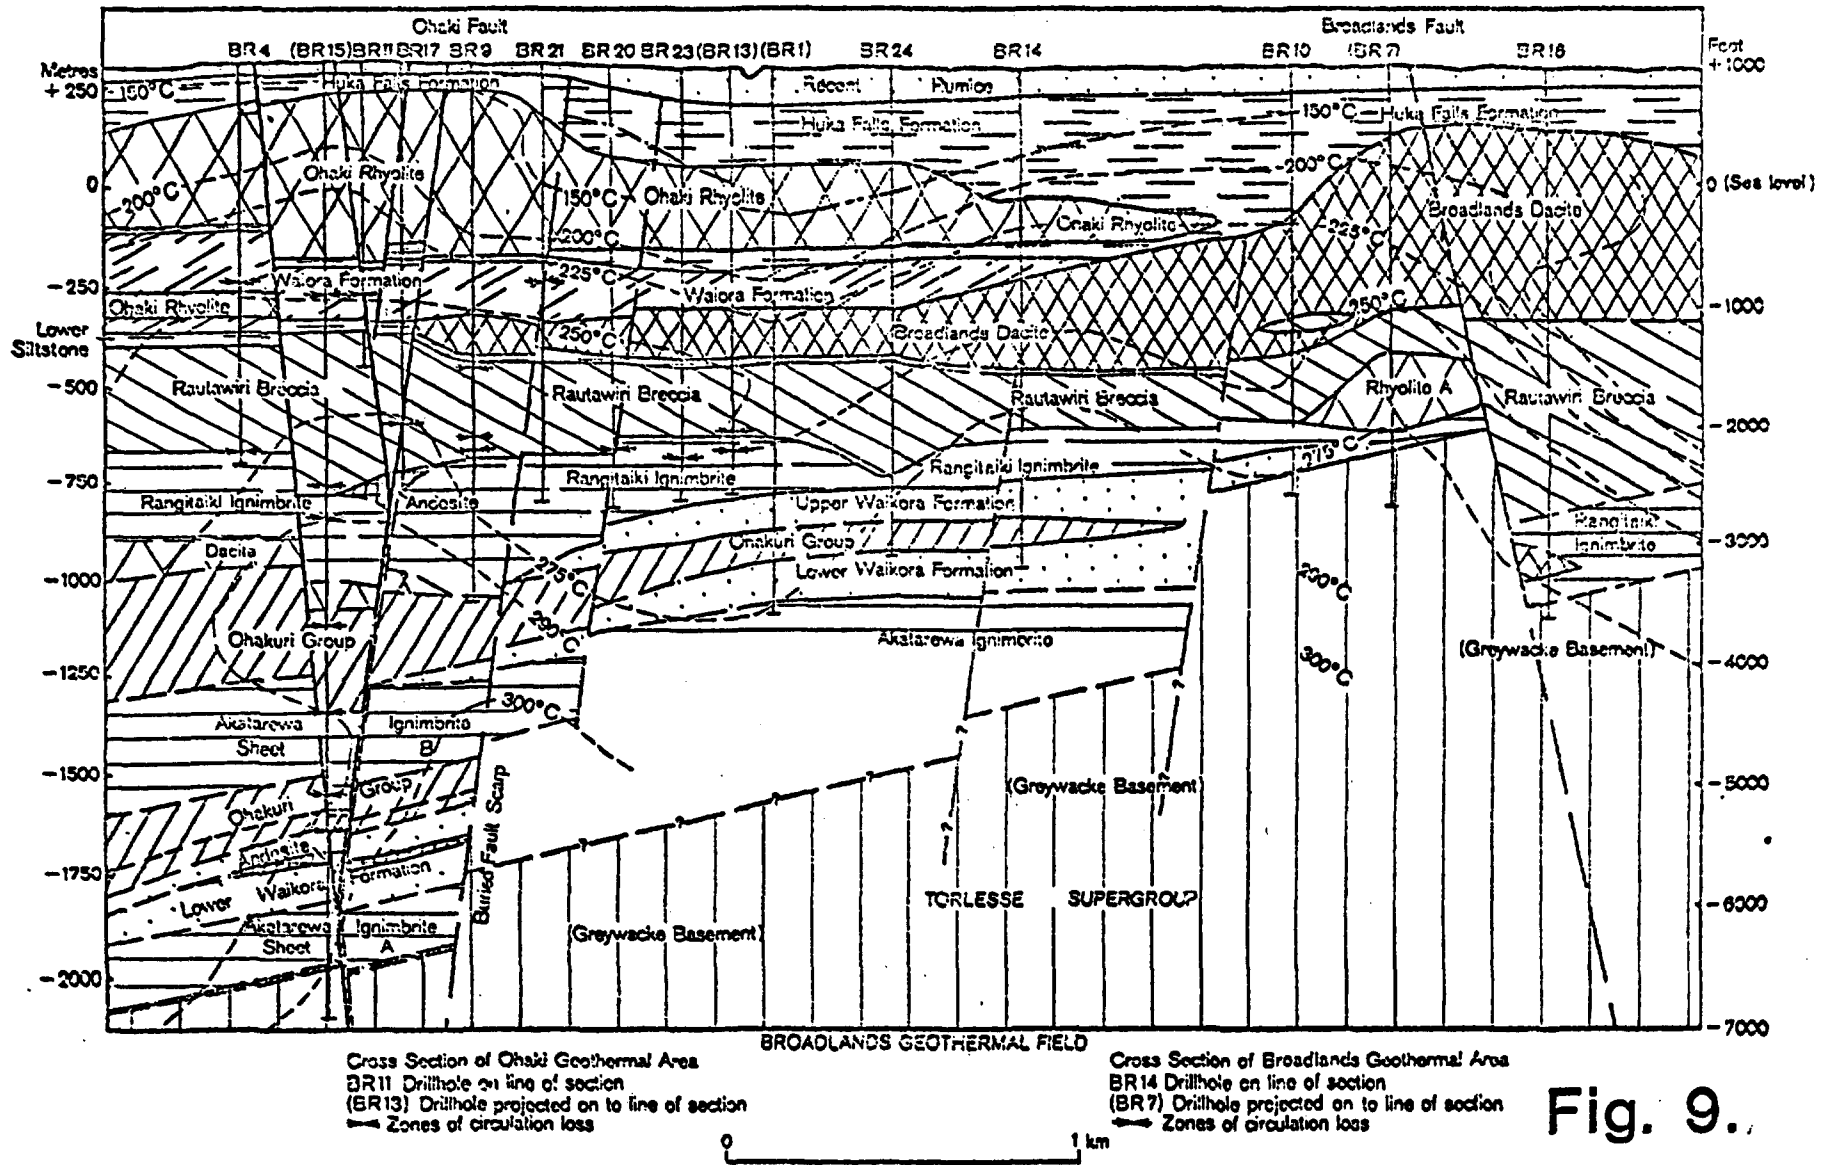 Ohaki Fault
Broadlands Fault
BR4 (BR15) BR11 BR17 BR9 BR21 BR20 BR23 (BR13) (BR1) BR24 BR14 BR10 (BR7) BR16
Metres
Feet
+1000
+250
150°C
Huka Falls Formation
Recent Pumice
Huka Falls Formation
150°C
Huka Falls Formation
200°C
Ohaki Rhyolite
0
200°C
150°C
Ohaki Rhyolite
0 (Sea level)
Broadlands Dacite
Ohaki Rhyolite
225°C
200°C
225°C
-250
Waiora Formation
Waiora Formation
250°C
-1000
Ohaki Rhyolite
Lower
Siltstone
250°C
Broadlands Dacite
-500
Rautawiri Breccia
Rautawiri Breccia
Rautawiri Breccia
Rhyolite A
Rautawiri Breccia
-2000
275°C
-750
Rangitaiki Ignimbrite
Rangitaiki Ignimbrite
Rangitaiki Ignimbrite
Andesite
Upper Waikora Formation
Rangitaiki
Ignimbrite
-3000
Dacite
Ohakuri Group
Lower Waikora Formation
-1000
275°C
290°C
290°C
Ohakuri Group
Akatarewa Ignimbrite
(Greywacke Basement)
-4000
-1250
300°C
300°C
Akatarewa Ignimbrite
Sheet B
-1500
Ohakuri Group
(Greywacke Basement)
-5000
Buried Fault Scarp
Andesite
-1750
Lower Waikora Formation
TORLESSE SUPERGROUP
-6000
Akatarewa Ignimbrite
Sheet A
(Greywacke Basement)
-2000
-7000
BROADLANDS GEOTHERMAL FIELD
Cross Section of Ohaki Geothermal Area
BR11 Drillhole on line of section
(BR13) Drillhole projected on to line of section
Zones of circulation loss
Cross Section of Broadlands Geothermal Area
BR14 Drillhole on line of section
(BR7) Drillhole projected on to line of section
Zones of circulation loss
Fig. 9.
0 1 km